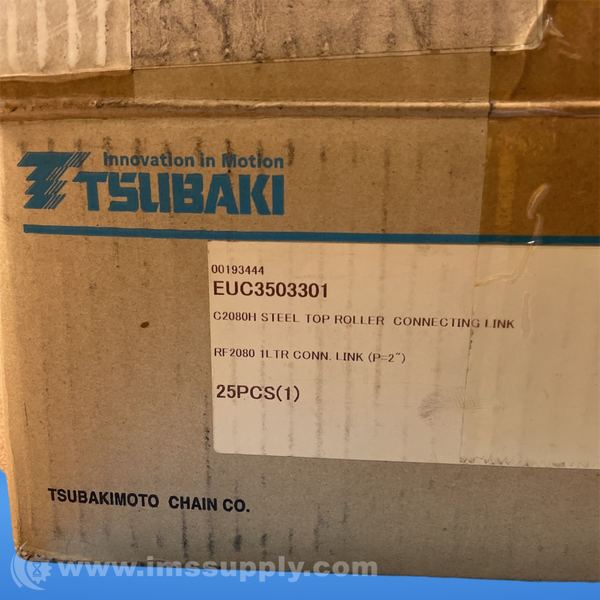 Innovation in Motion
TSUBAKI
00193444
EUC3503301
C2080H STEEL TOP ROLLER CONNECTING LINK
RF2080 1LTR CONN. LINK (P=2")
25PCS(1)
TSUBAKIMOTO CHAIN CO.
www.imssupply.com